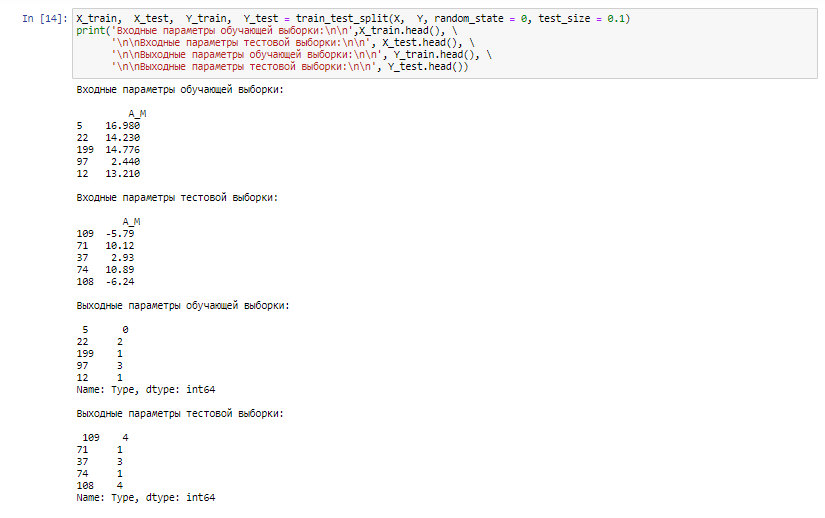 In [14]: X_train, X_test, Y_train, Y_test = train_test_split(X, Y, random_state = 0, test_size = 0.1)
print('Входные параметры обучающей выборки:\n\n',X_train.head(), \
'\n\nВходные параметры тестовой выборки:\n\n', X_test.head(), \
'\n\nВыходные параметры обучающей выборки:\n\n', Y_train.head(), \
'\n\nВыходные параметры тестовой выборки:\n\n', Y_test.head())
Входные параметры обучающей выборки:
A_M
5 16.980
22 14.230
199 14.776
97 2.440
12 13.210
Входные параметры тестовой выборки:
A_M
109 -5.79
71 10.12
37 2.93
74 10.89
108 -6.24
Выходные параметры обучающей выборки:
5 0
22 2
199 1
97 3
12 1
Name: Type, dtype: int64
Выходные параметры тестовой выборки:
109 4
71 1
37 3
74 1
108 4
Name: Type, dtype: int64